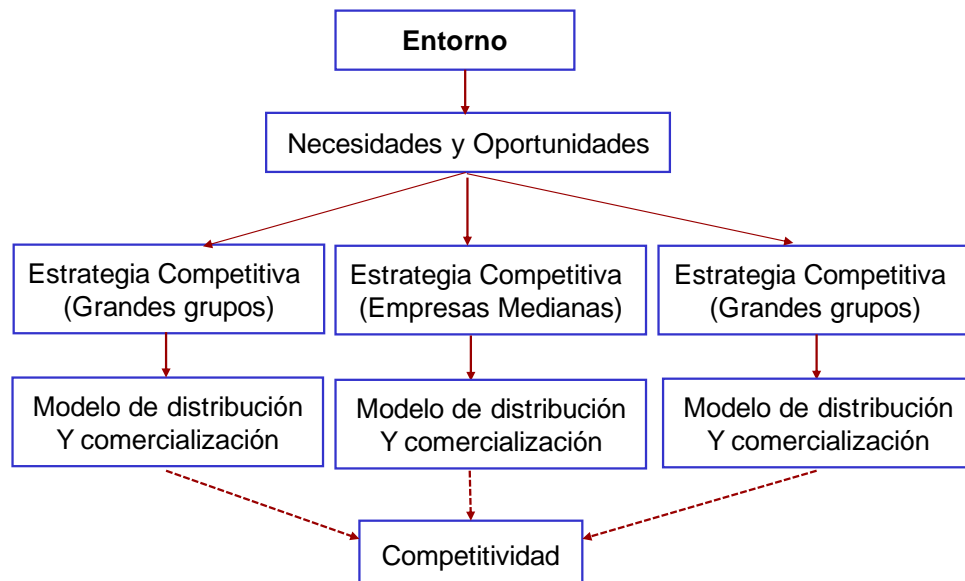 Entorno
Necesidades y Oportunidades
Estrategia Competitiva
(Grandes grupos)
Estrategia Competitiva
(Empresas Medianas)
Estrategia Competitiva
(Grandes grupos)
Modelo de distribución
Y comercialización
Modelo de distribución
Y comercialización
Modelo de distribución
Y comercialización
Competitividad